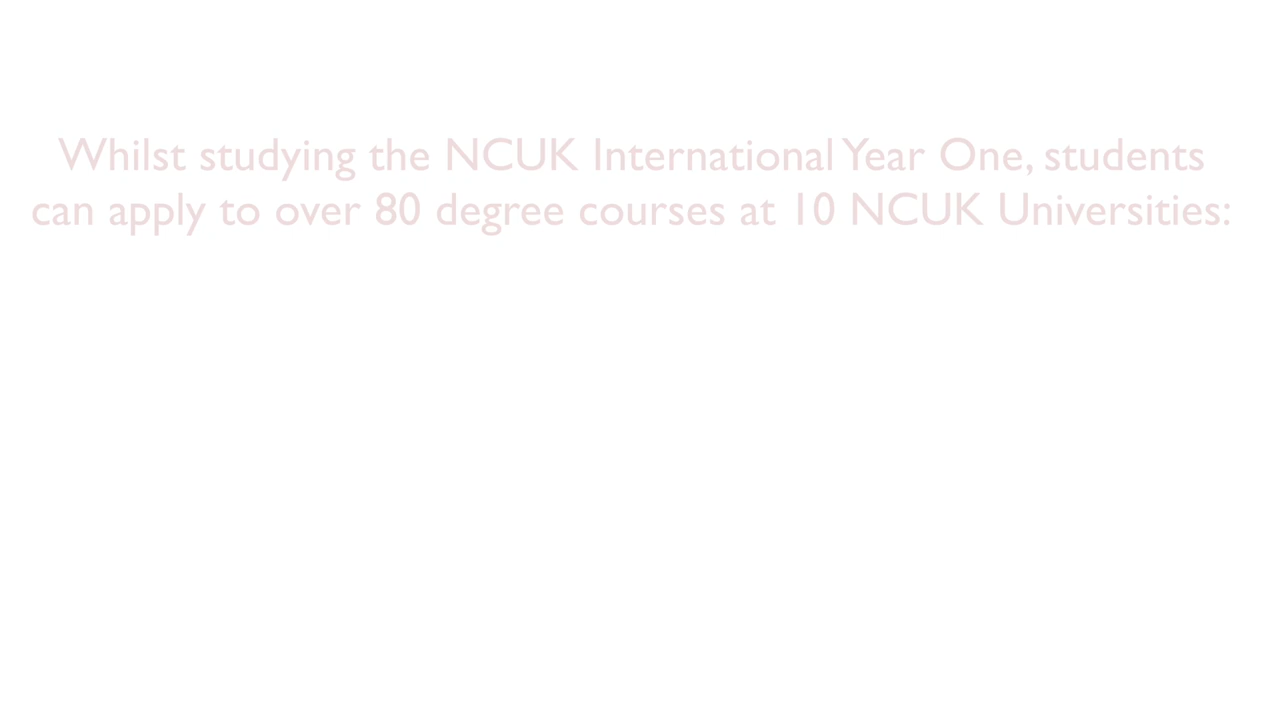 Whilst studying the NCUK International Year One, students
can apply to over 80 degree courses at 10 NCUK Universities: